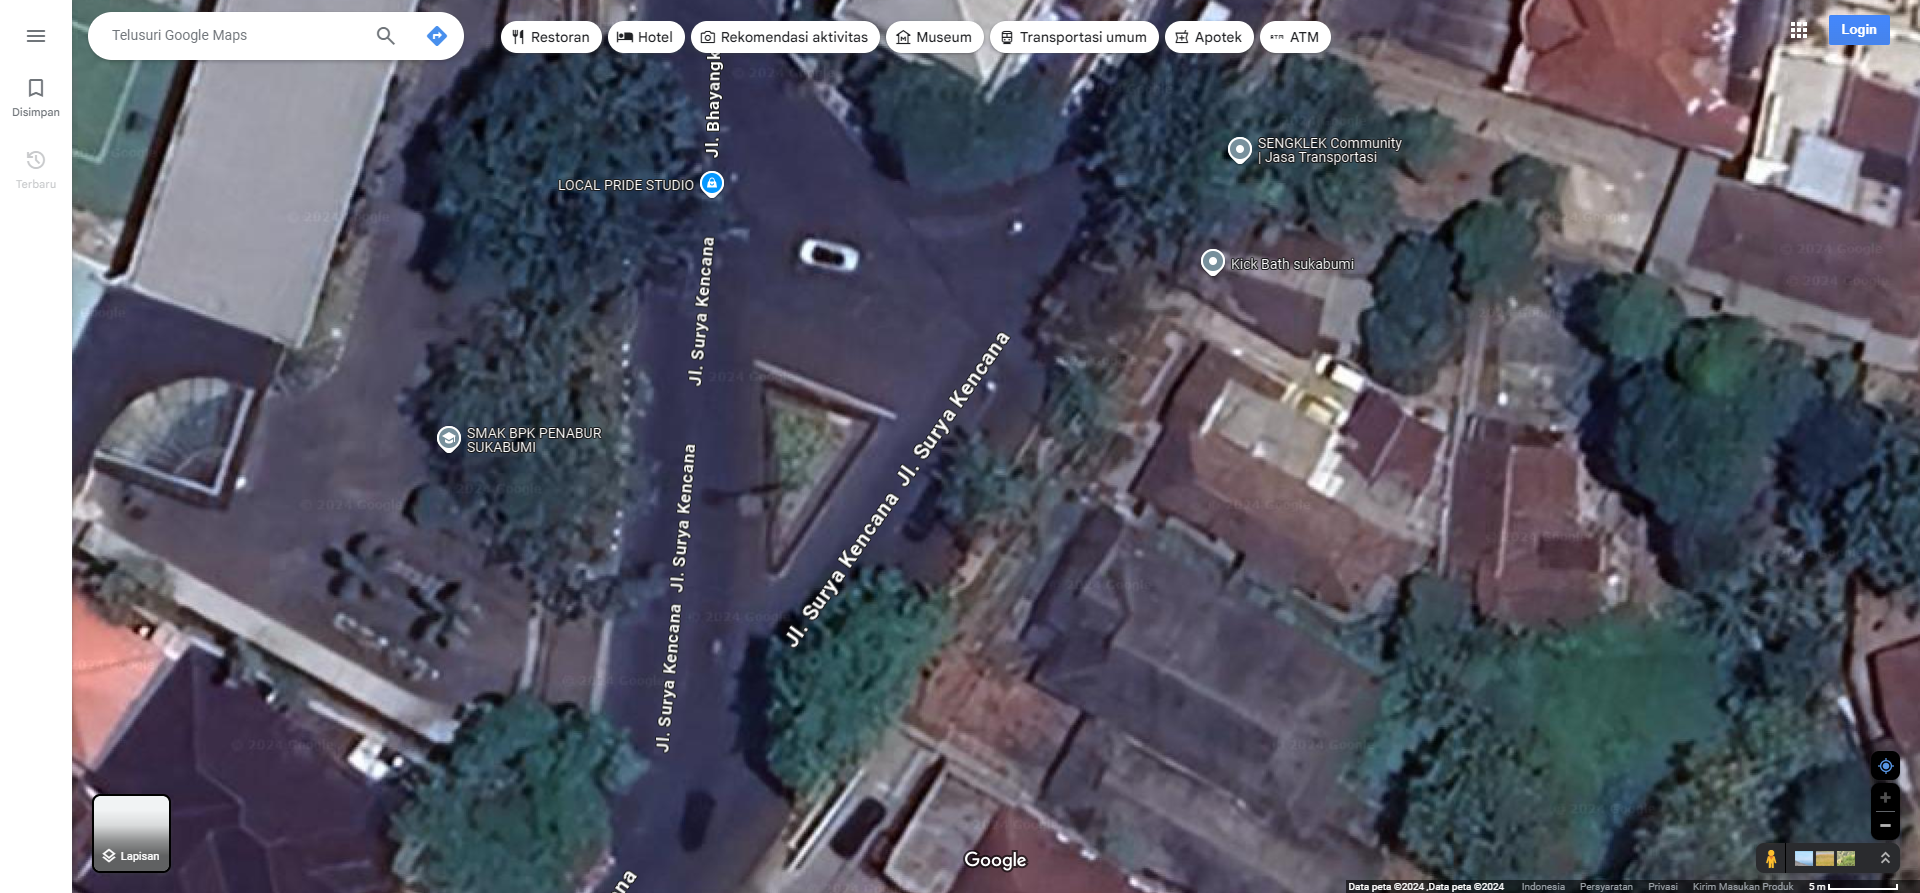 Telusuri Google Maps
Restoran
Hotel
Rekomendasi aktivitas
Museum
Transportasi umum
Apotek
ATM
Login
Disimpan
Terbaru
Jl. Bhayangk
SENGKLEK Community
| Jasa Transportasi
LOCAL PRIDE STUDIO
Kick Bath sukabumi
Jl. Surya Kencana
Jl. Surya Kencana
SMAK BPK PENABUR
SUKABUMI
Jl. Surya Kencana
Jl. Surya Kencana
Jl. Surya Kencana
ana
Lapisan
Google
Data peta ©2024 ,Data peta ©2024
Indonesia
Persyaratan
Privasi
Kirim Masukan Produk
5 m